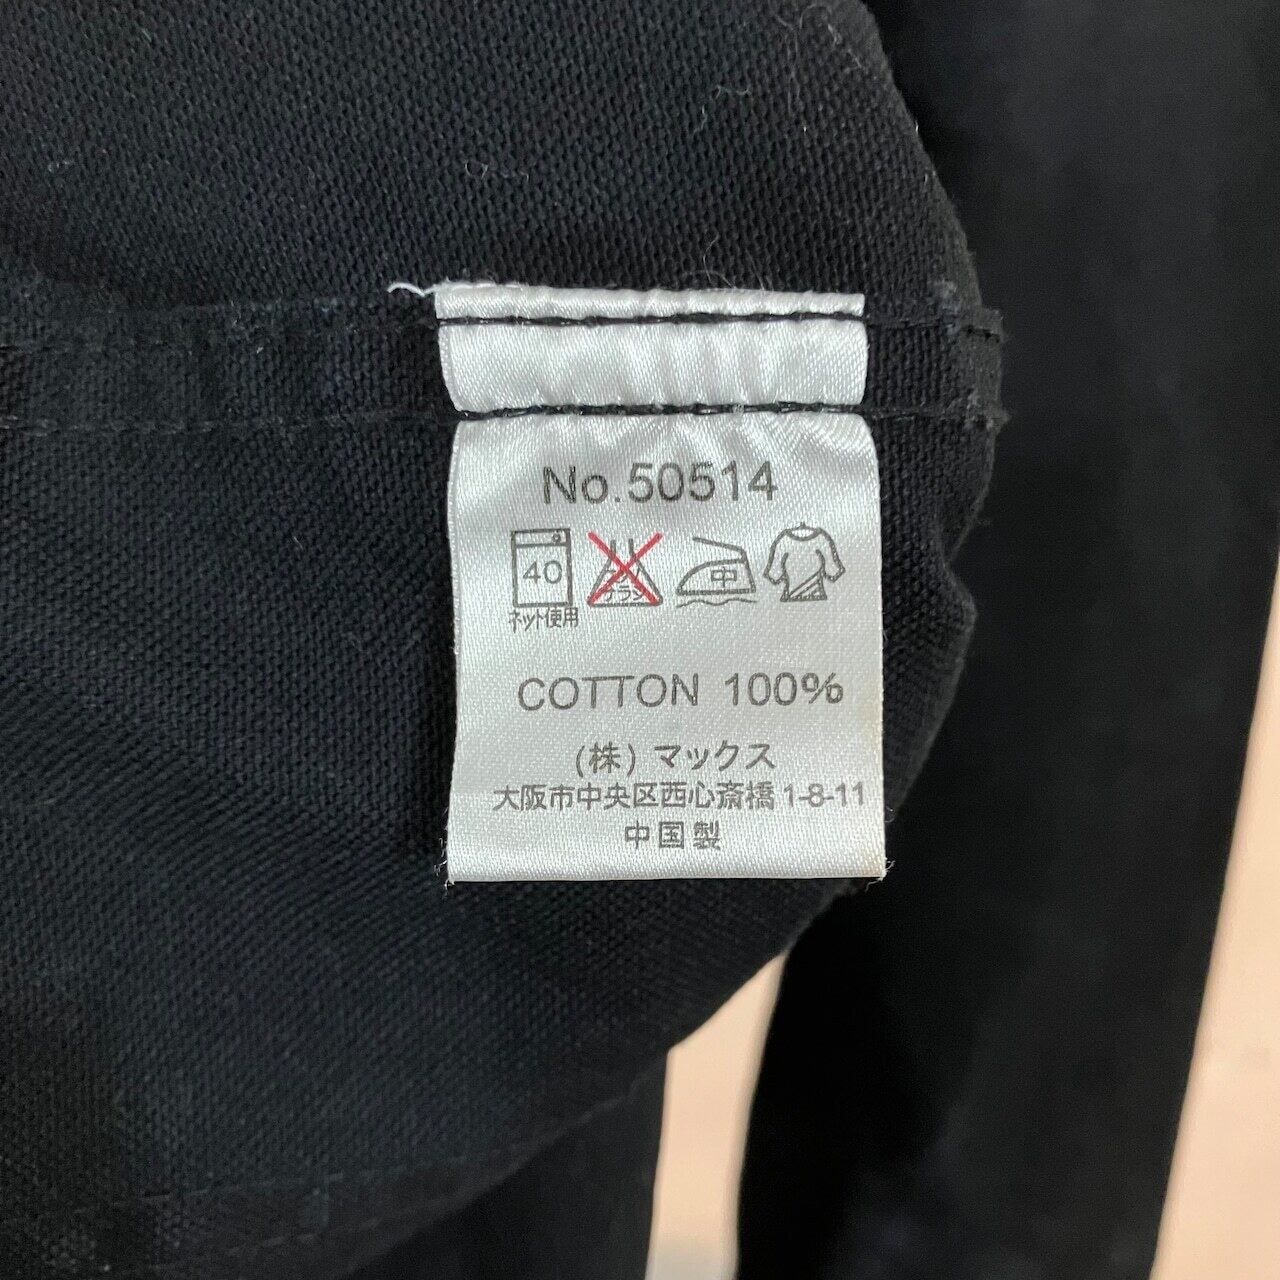 No.50514
40 中
ネット使用
COTTON 100%
(株) マックス
大阪市中央区西心斎橋1-8-11
中国製